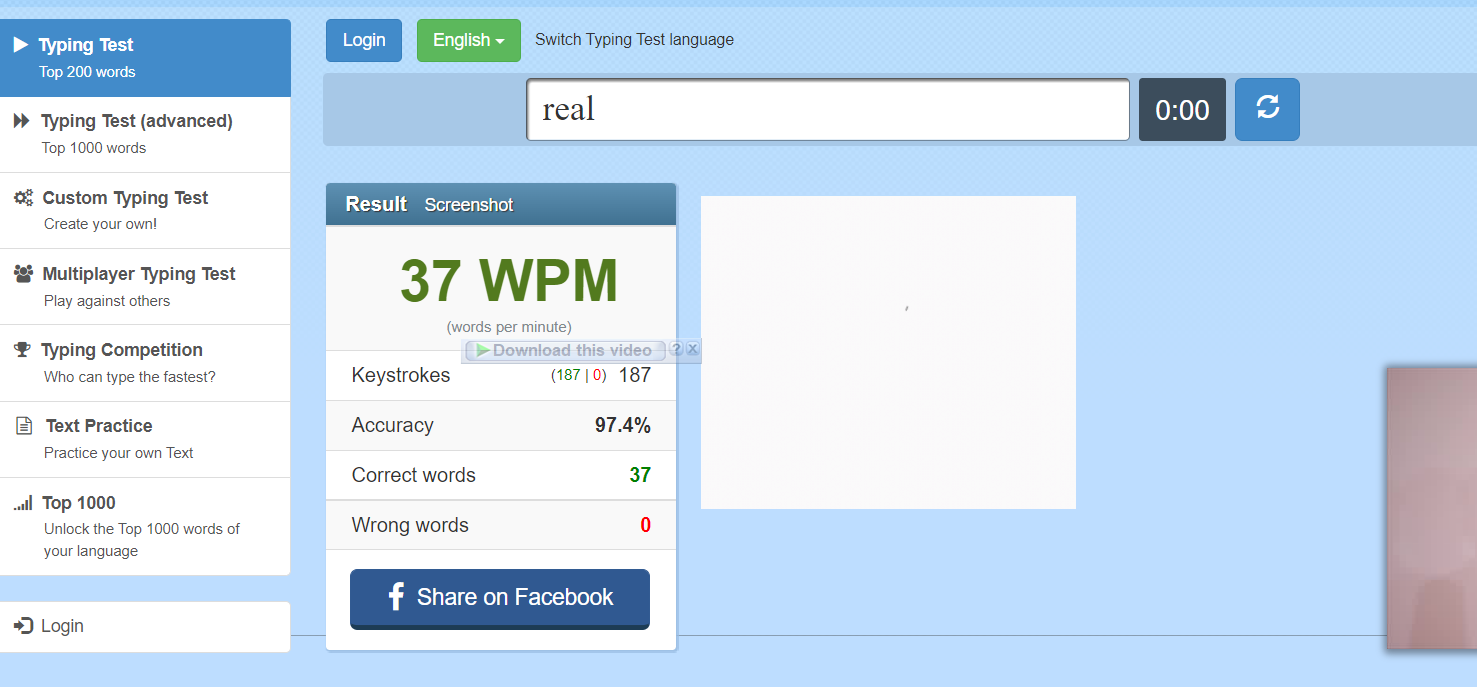 Typing Test
Top 200 words
Typing Test (advanced)
Top 1000 words
Custom Typing Test
Create your own!
Multiplayer Typing Test
Play against others
Typing Competition
Who can type the fastest?
Text Practice
Practice your own Text
Top 1000
Unlock the Top 1000 words of
your language
Login
Login English Switch Typing Test language
real 0:00
Result Screenshot
37 WPM
(words per minute)
Download this video ? X
Keystrokes (187 | 0) 187
Accuracy 97.4%
Correct words 37
Wrong words 0
f Share on Facebook